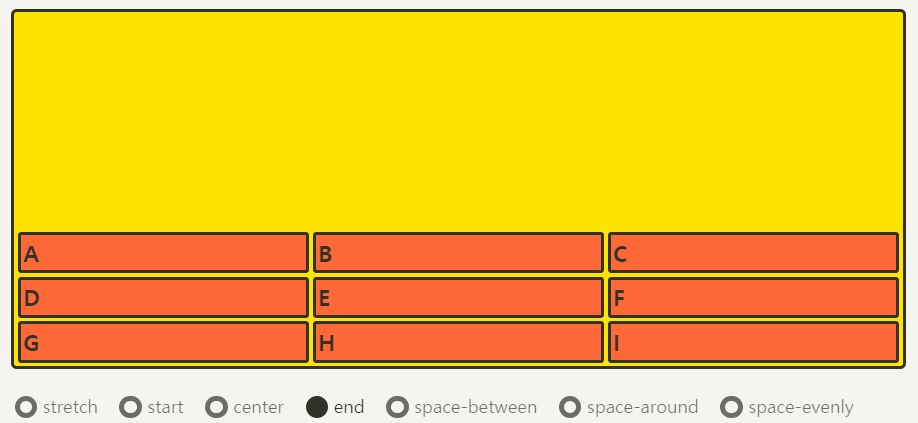 A B C
D E F
G H I
stretch start center end space-between space-around space-evenly